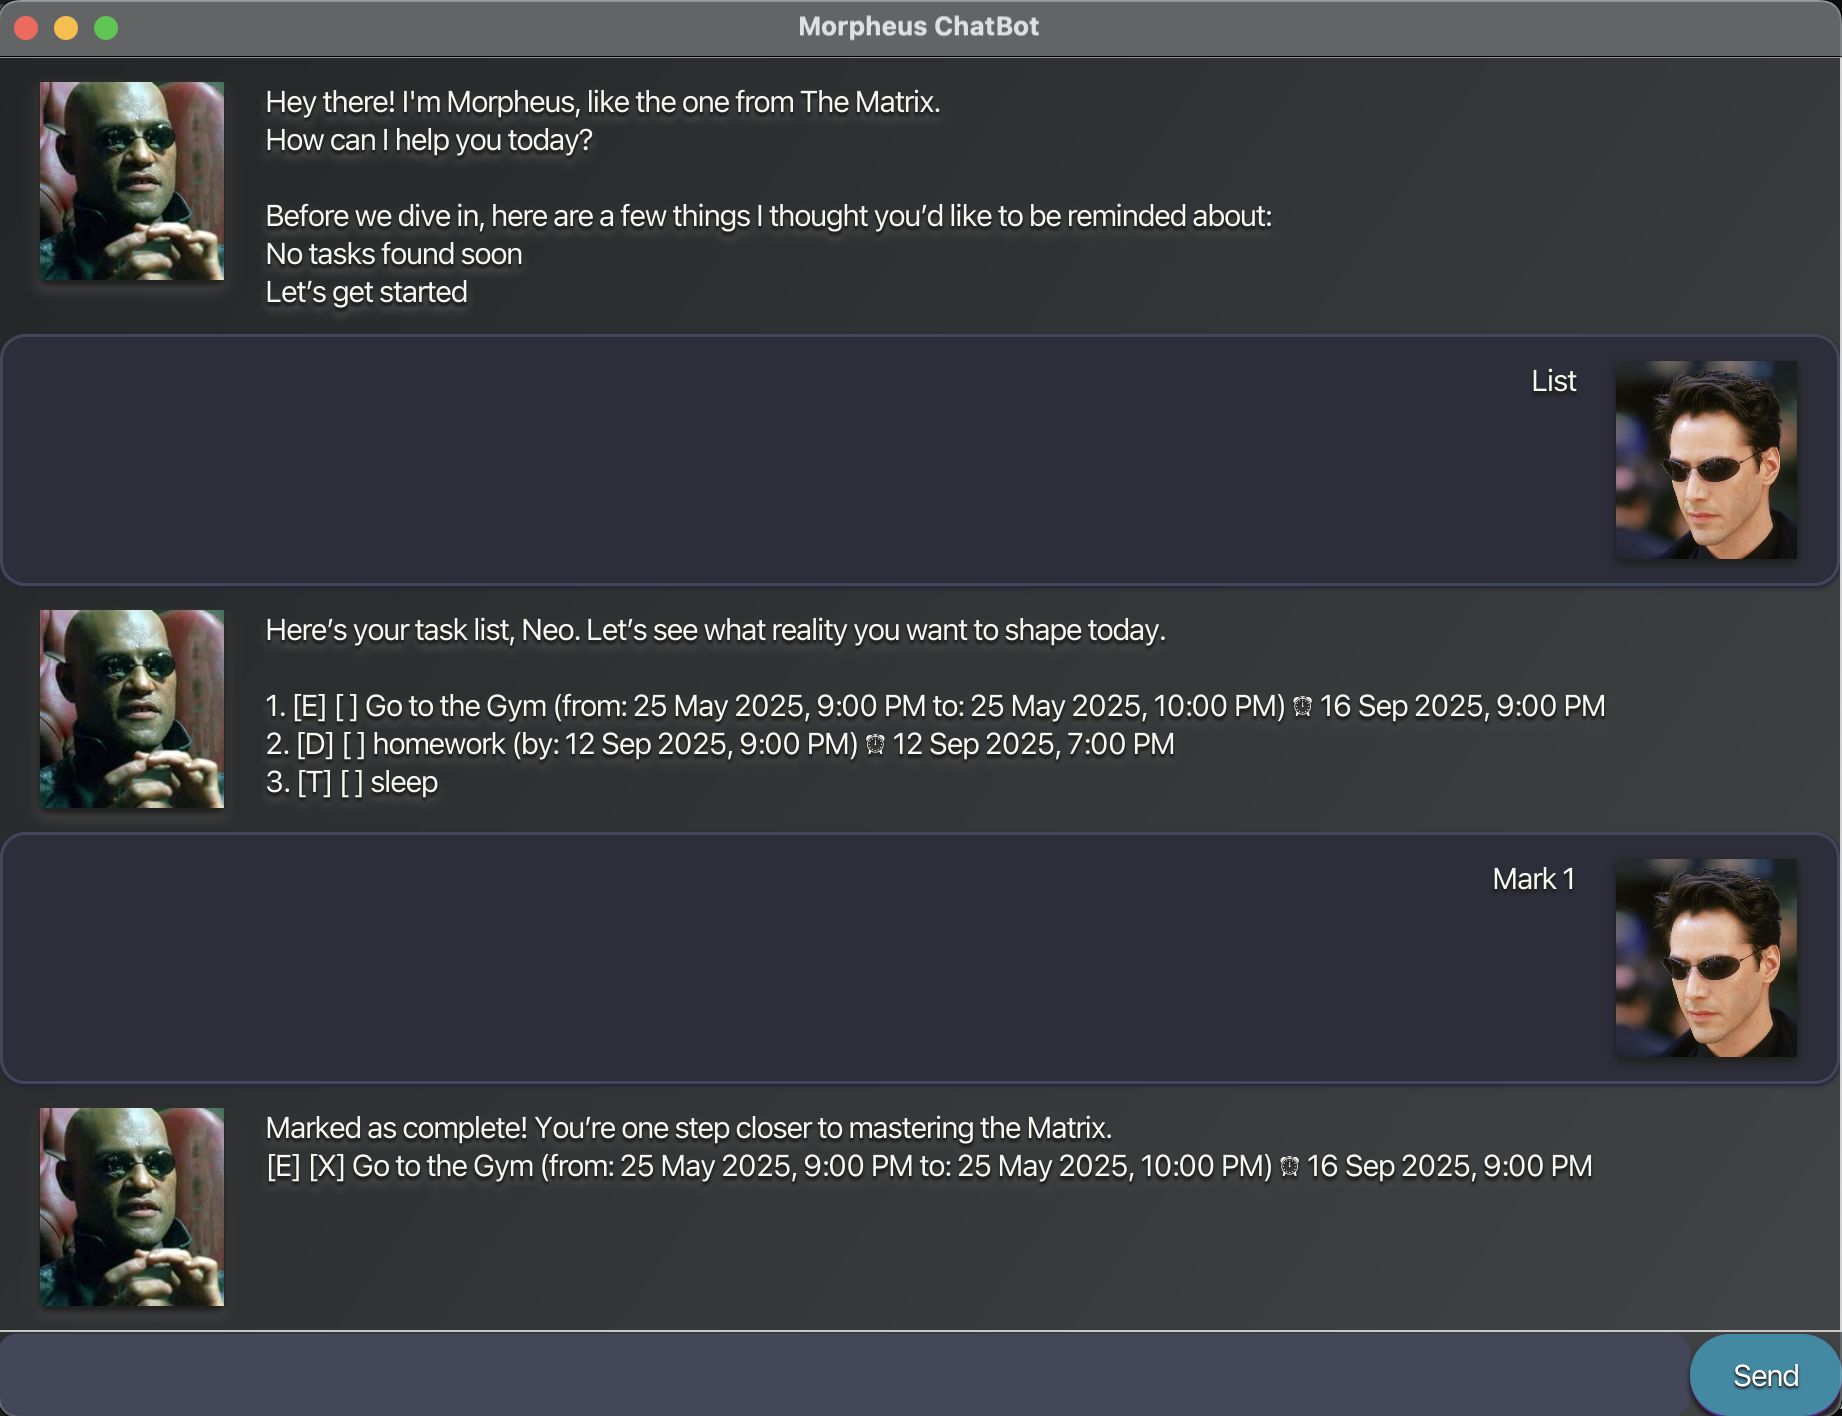 Morpheus ChatBot
Hey there! I'm Morpheus, like the one from The Matrix.
How can I help you today?
Before we dive in, here are a few things I thought you’d like to be reminded about:
No tasks found soon
Let’s get started
List
Here’s your task list, Neo. Let’s see what reality you want to shape today.
1. [E] [ ] Go to the Gym (from: 25 May 2025, 9:00 PM to: 25 May 2025, 10:00 PM) ⏰ 16 Sep 2025, 9:00 PM
2. [D] [ ] homework (by: 12 Sep 2025, 9:00 PM) ⏰ 12 Sep 2025, 7:00 PM
3. [T] [ ] sleep
Mark 1
Marked as complete! You’re one step closer to mastering the Matrix.
[E] [X] Go to the Gym (from: 25 May 2025, 9:00 PM to: 25 May 2025, 10:00 PM) ⏰ 16 Sep 2025, 9:00 PM
Send